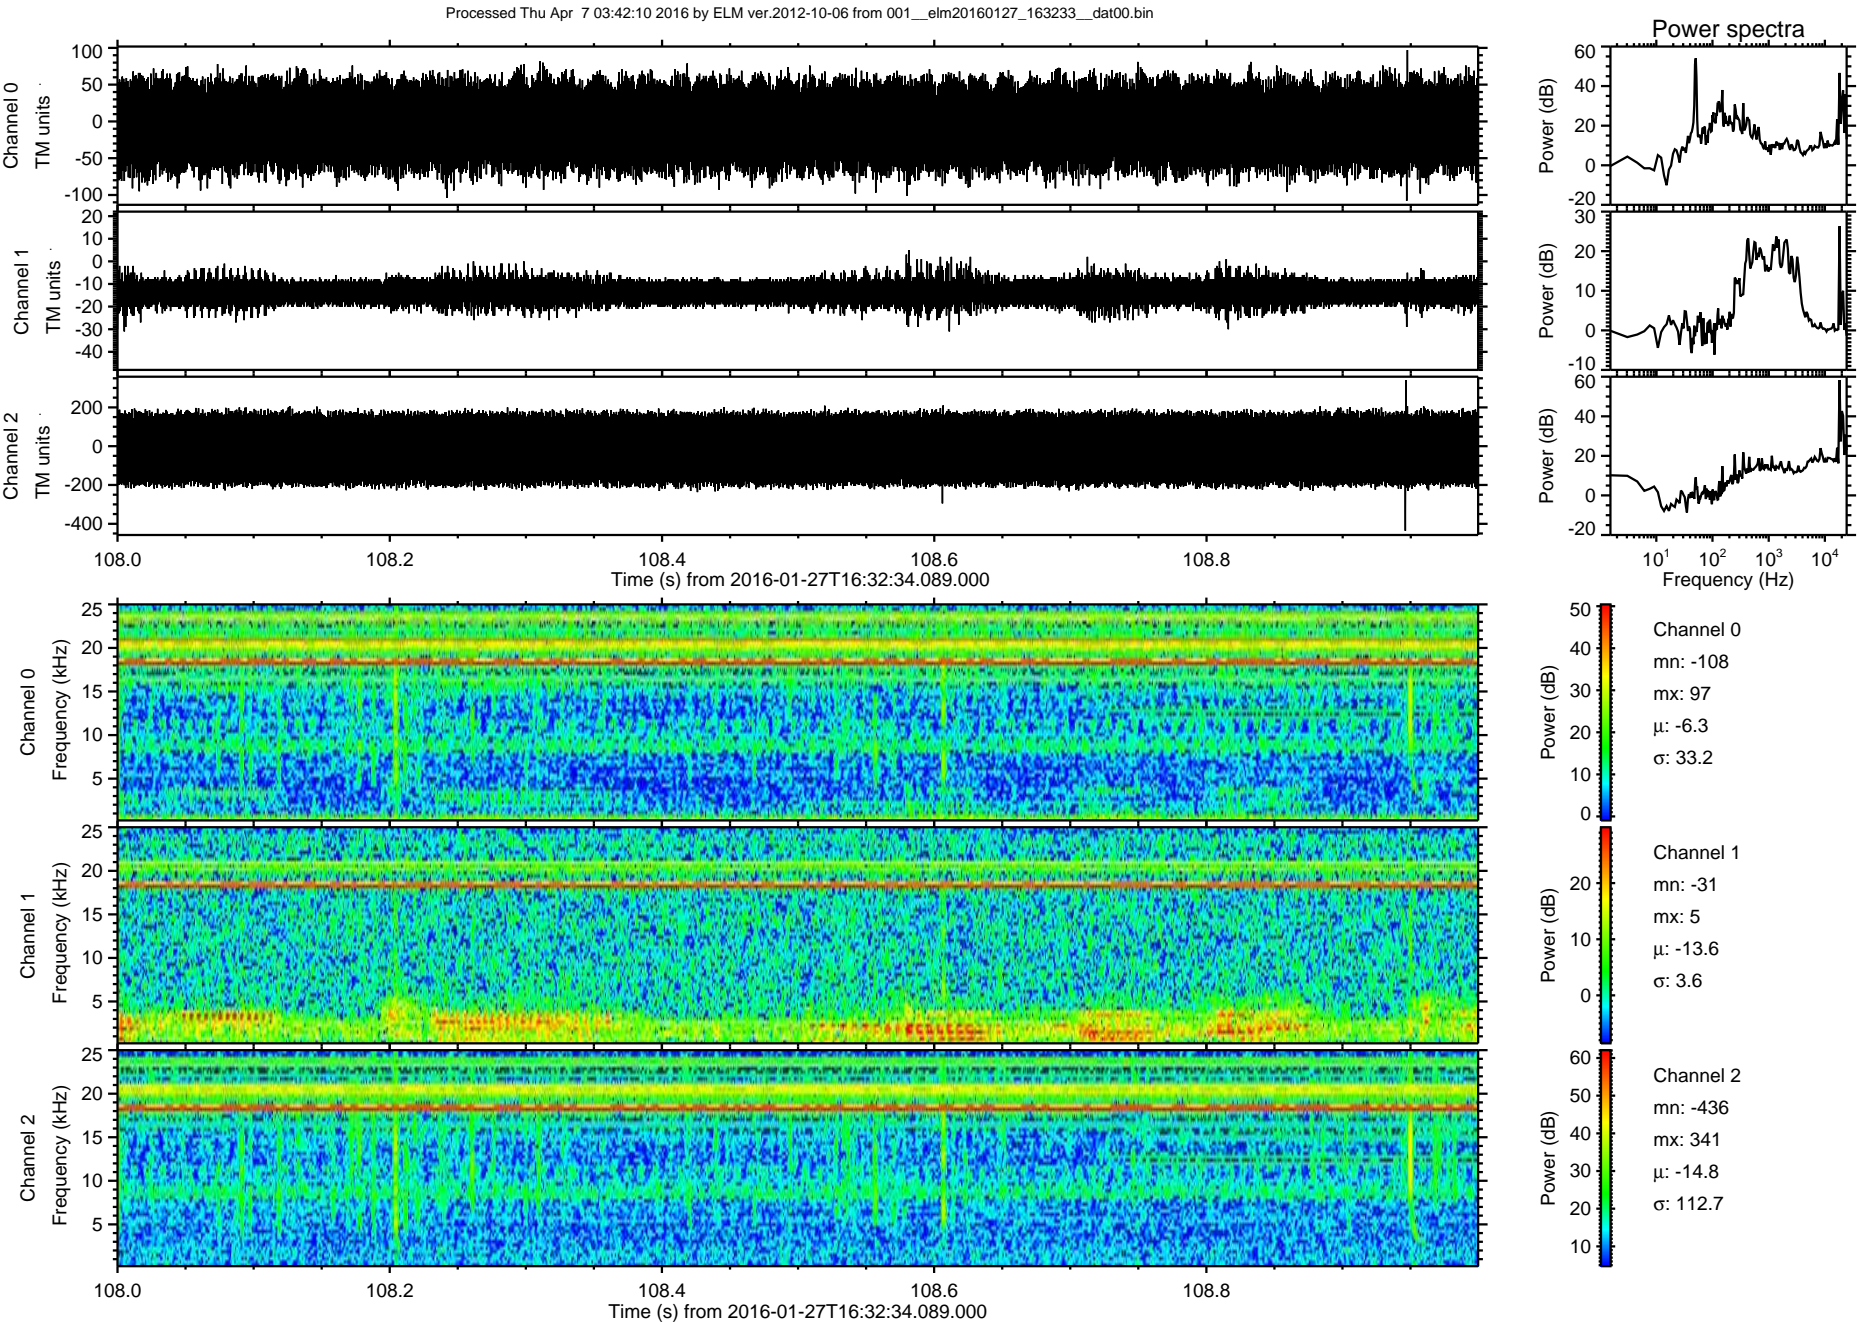 Processed Thu Apr  7 03:42:10 2016 by ELM ver.2012-10-06 from 001__elm20160127_163233__dat00.bin
Power spectra
Channel 0
TM units
100
50
0
-50
-100
Power (dB)
60
40
20
0
-20
Channel 1
TM units
20
10
0
-10
-20
-30
-40
Power (dB)
30
20
10
0
-10
Channel 2
TM units
200
0
-200
-400
Power (dB)
60
40
20
0
-20
108.0 108.2 108.4 108.6 108.8
Time (s) from 2016-01-27T16:32:34.089.000
10^1 10^2 10^3 10^4
Frequency (Hz)
Channel 0
Frequency (kHz)
25
20
15
10
5
Power (dB)
50
40
30
20
10
0
Channel 0
mn: -108
mx: 97
μ: -6.3
σ: 33.2
Channel 1
Frequency (kHz)
25
20
15
10
5
Power (dB)
20
10
0
Channel 1
mn: -31
mx: 5
μ: -13.6
σ: 3.6
Channel 2
Frequency (kHz)
25
20
15
10
5
Power (dB)
60
50
40
30
20
10
Channel 2
mn: -436
mx: 341
μ: -14.8
σ: 112.7
108.0 108.2 108.4 108.6 108.8
Time (s) from 2016-01-27T16:32:34.089.000